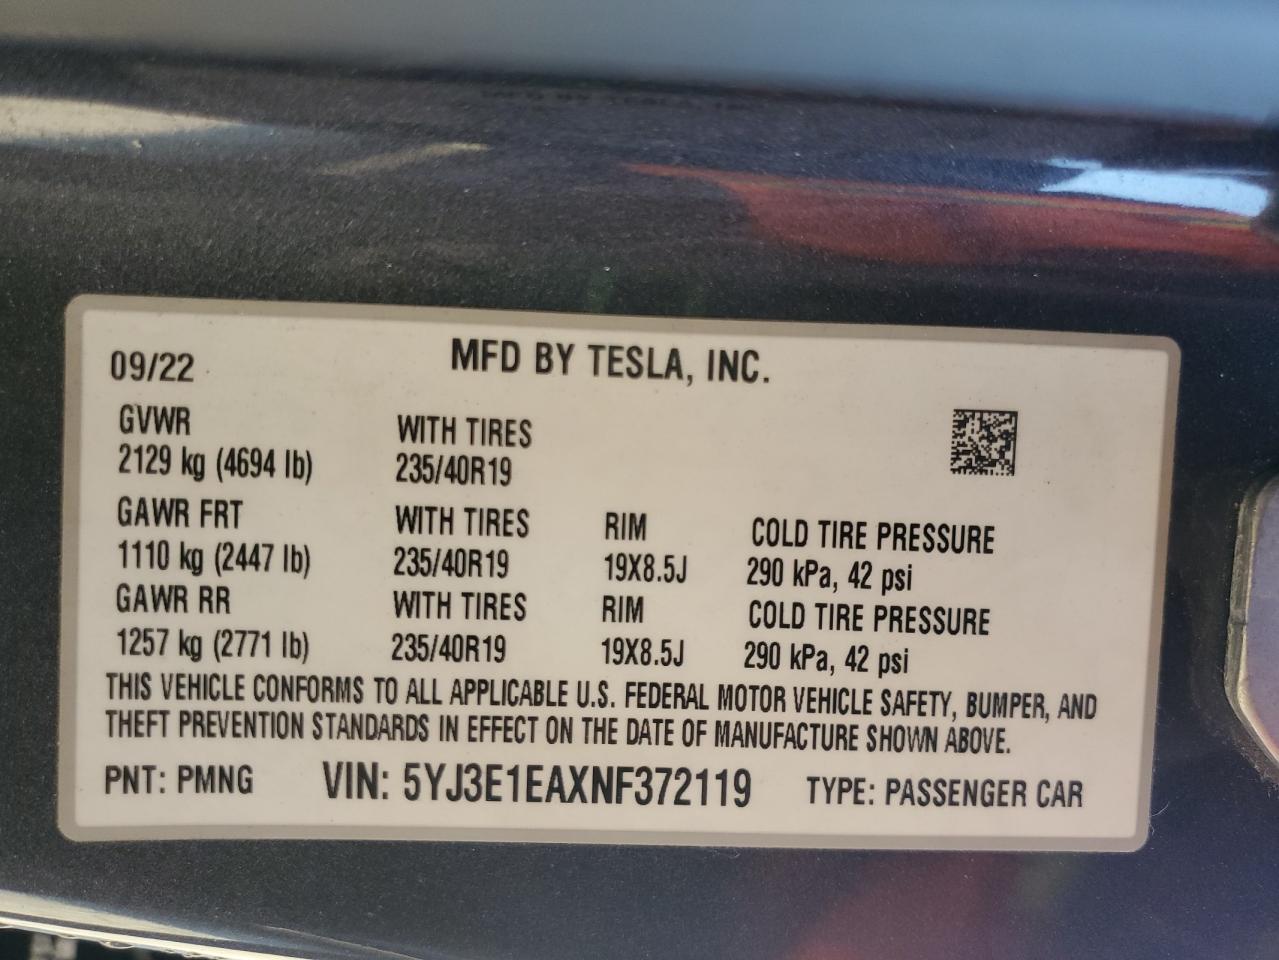 09/22
MFD BY TESLA, INC.
GVWR
WITH TIRES
2129 kg (4694 lb)
235/40R19
GAWR FRT
WITH TIRES
RIM
COLD TIRE PRESSURE
1110 kg (2447 lb)
235/40R19
19X8.5J
290 kPa, 42 psi
GAWR RR
WITH TIRES
RIM
COLD TIRE PRESSURE
1257 kg (2771 lb)
235/40R19
19X8.5J
290 kPa, 42 psi
THIS VEHICLE CONFORMS TO ALL APPLICABLE U.S. FEDERAL MOTOR VEHICLE SAFETY, BUMPER, AND
THEFT PREVENTION STANDARDS IN EFFECT ON THE DATE OF MANUFACTURE SHOWN ABOVE.
PNT: PMNG
VIN: 5YJ3E1EAXNF372119
TYPE: PASSENGER CAR